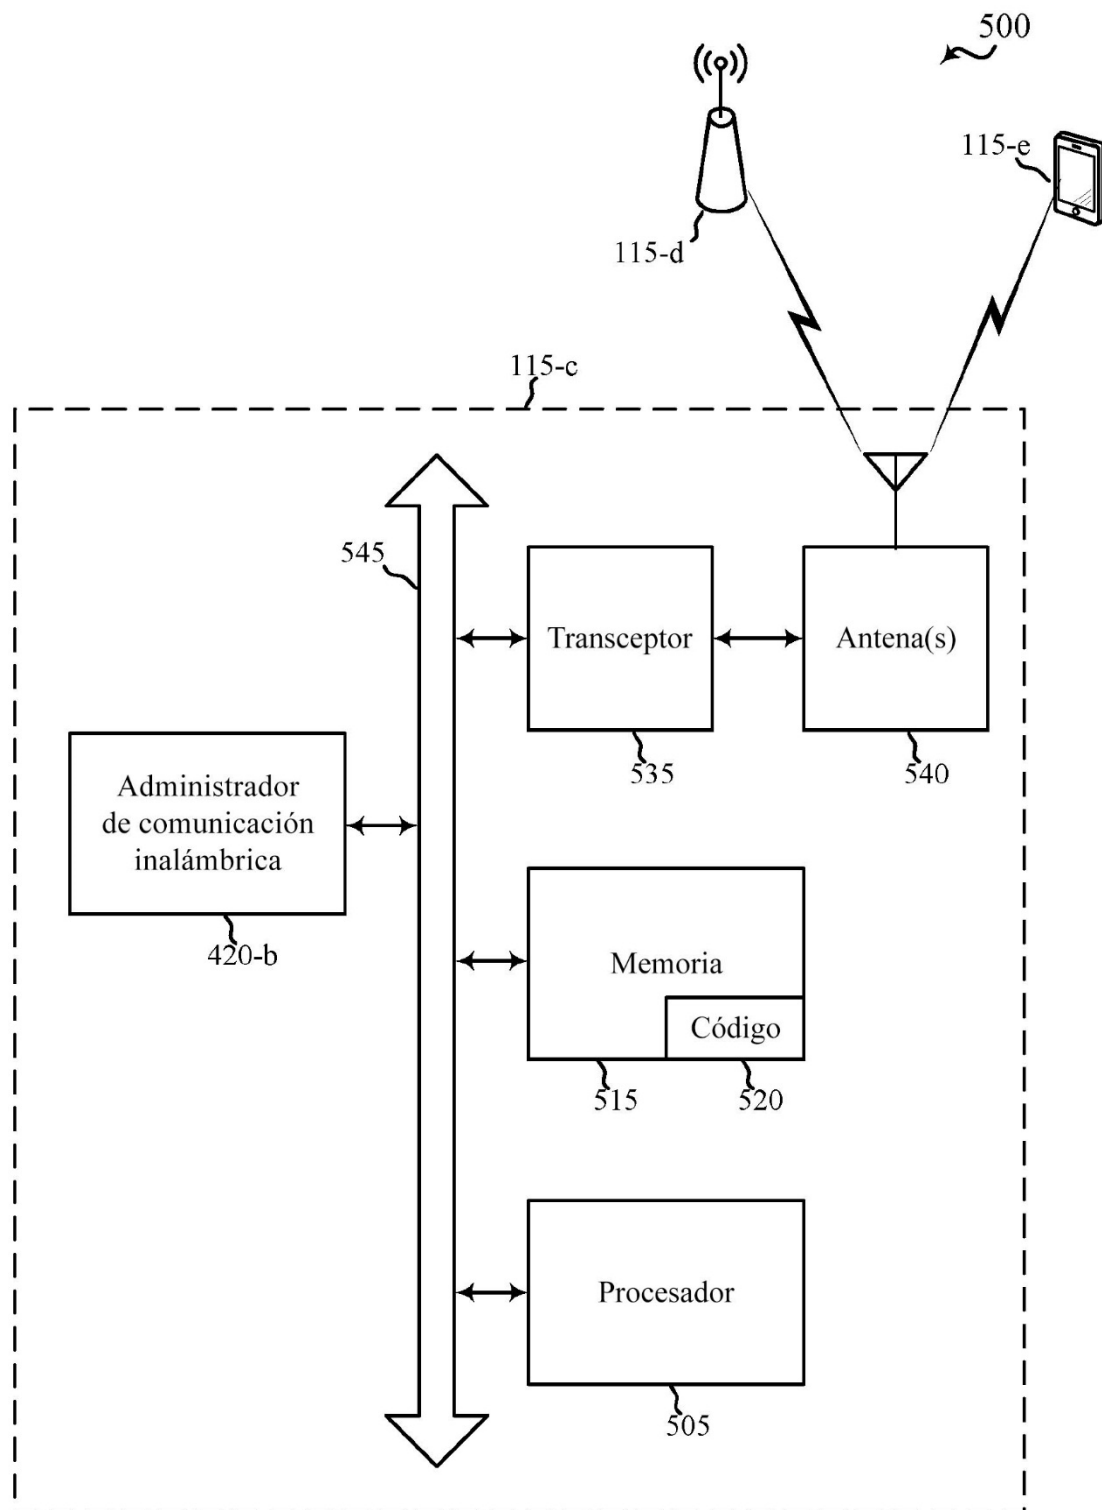 500
115-e
115-d
115-c
545
Transceptor
Antena(s)
535
540
Administrador
de comunicación
inalámbrica
420-b
Memoria
Código
515
520
Procesador
505